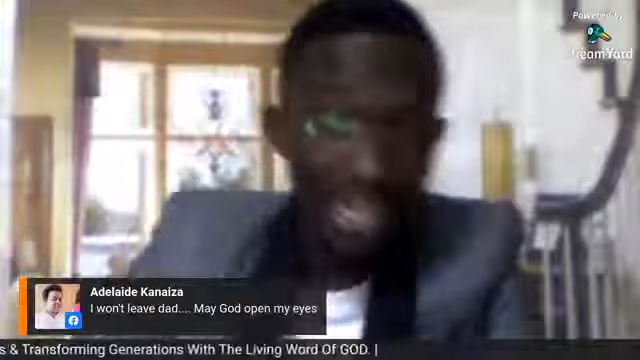 Powered by
StreamYard
Adelaide Kanaiza
I won't leave dad.... May God open my eyes
s & Transforming Generations With The Living Word Of GOD. |